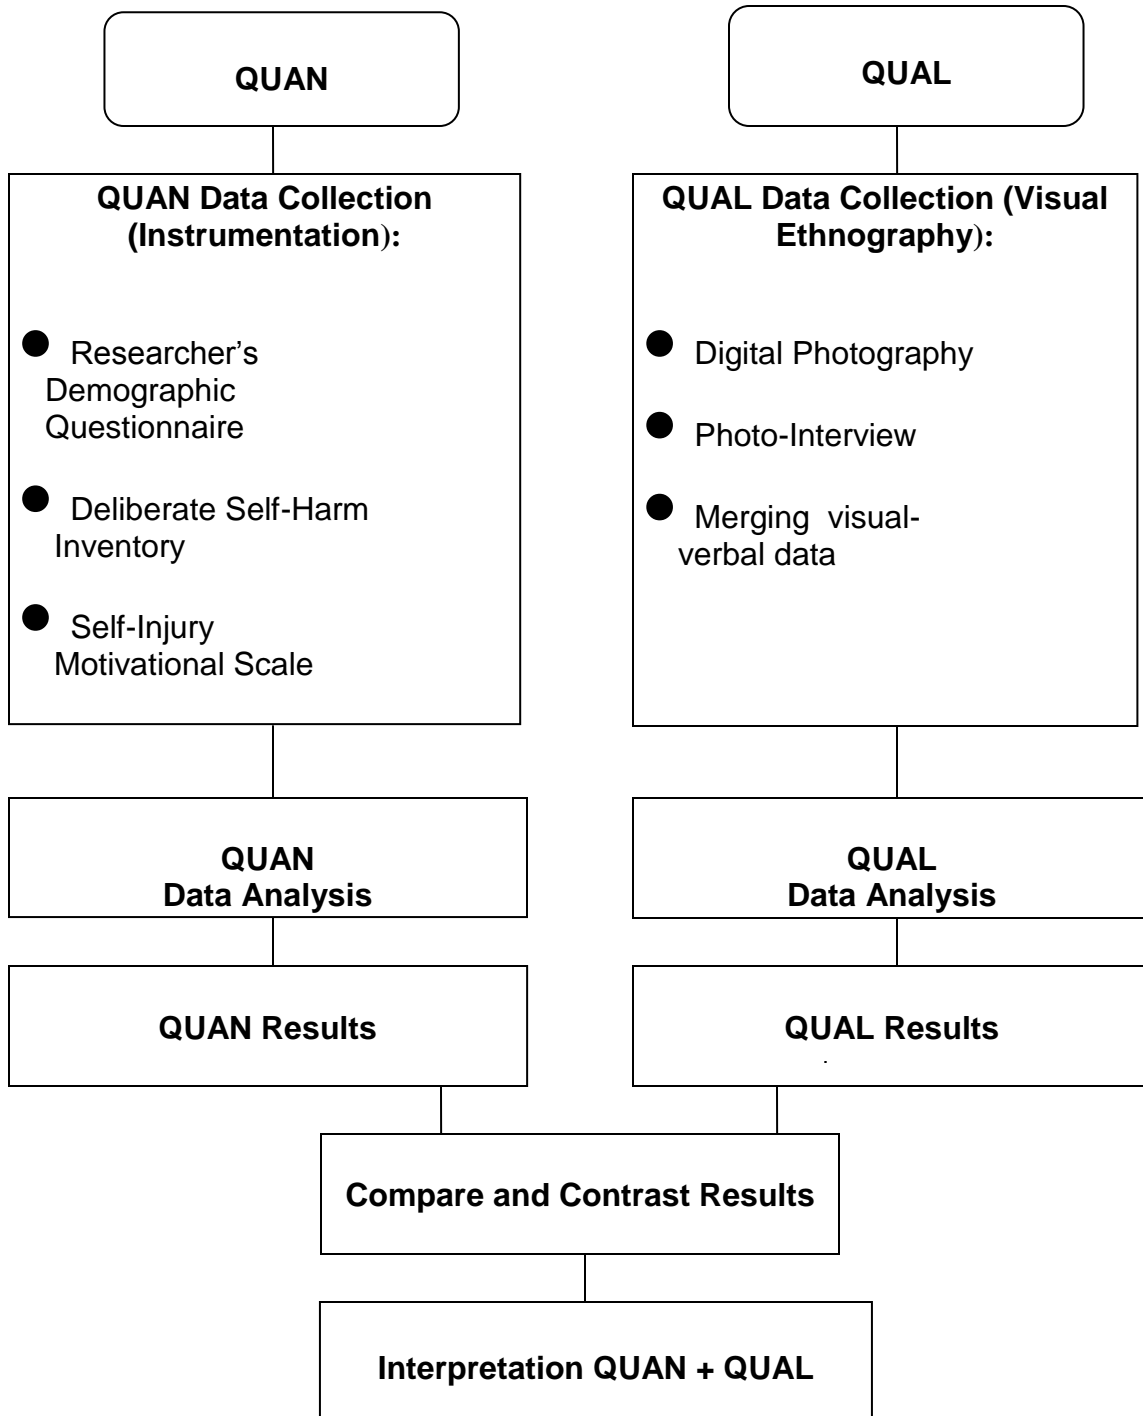 QUAN
QUAN Data Collection
(Instrumentation):
● Researcher’s
Demographic
Questionnaire
● Deliberate Self-Harm
Inventory
● Self-Injury
Motivational Scale
QUAN
Data Analysis
QUAN Results
QUAL
QUAL Data Collection (Visual
Ethnography):
● Digital Photography
● Photo-Interview
● Merging visual-
verbal data
QUAL
Data Analysis
QUAL Results
.
Compare and Contrast Results
Interpretation QUAN + QUAL